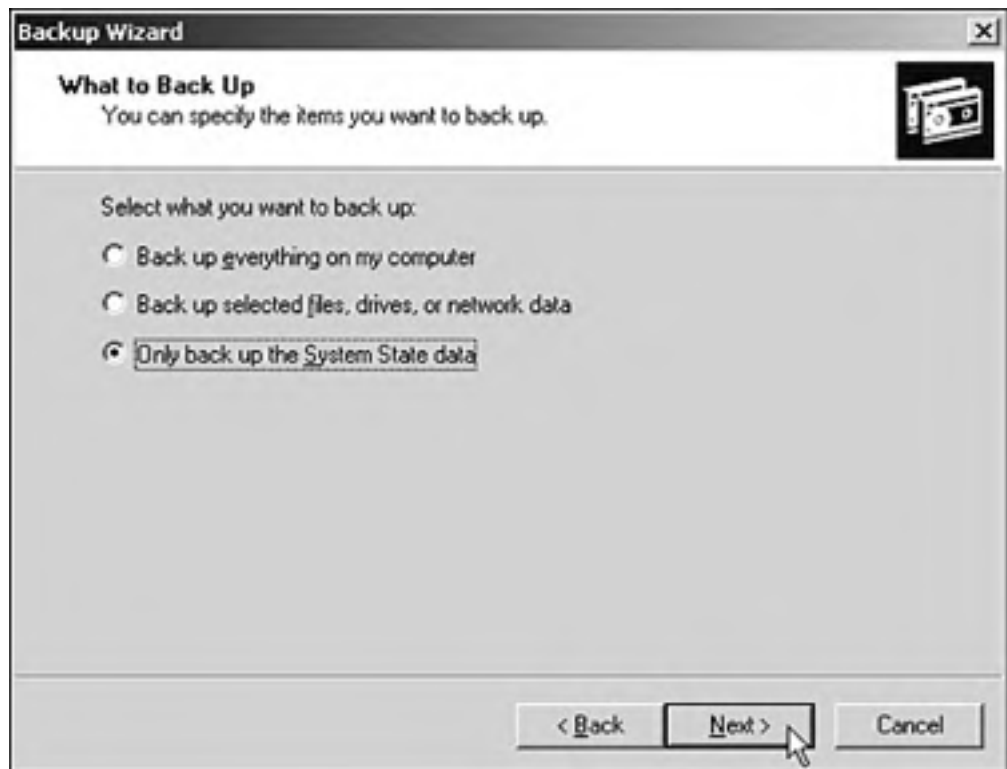 Backup Wizard
What to Back Up
You can specify the items you want to back up.
Select what you want to back up:
Back up everything on my computer
Back up selected files, drives, or network data
Only back up the System State data
< Back
Next >
Cancel